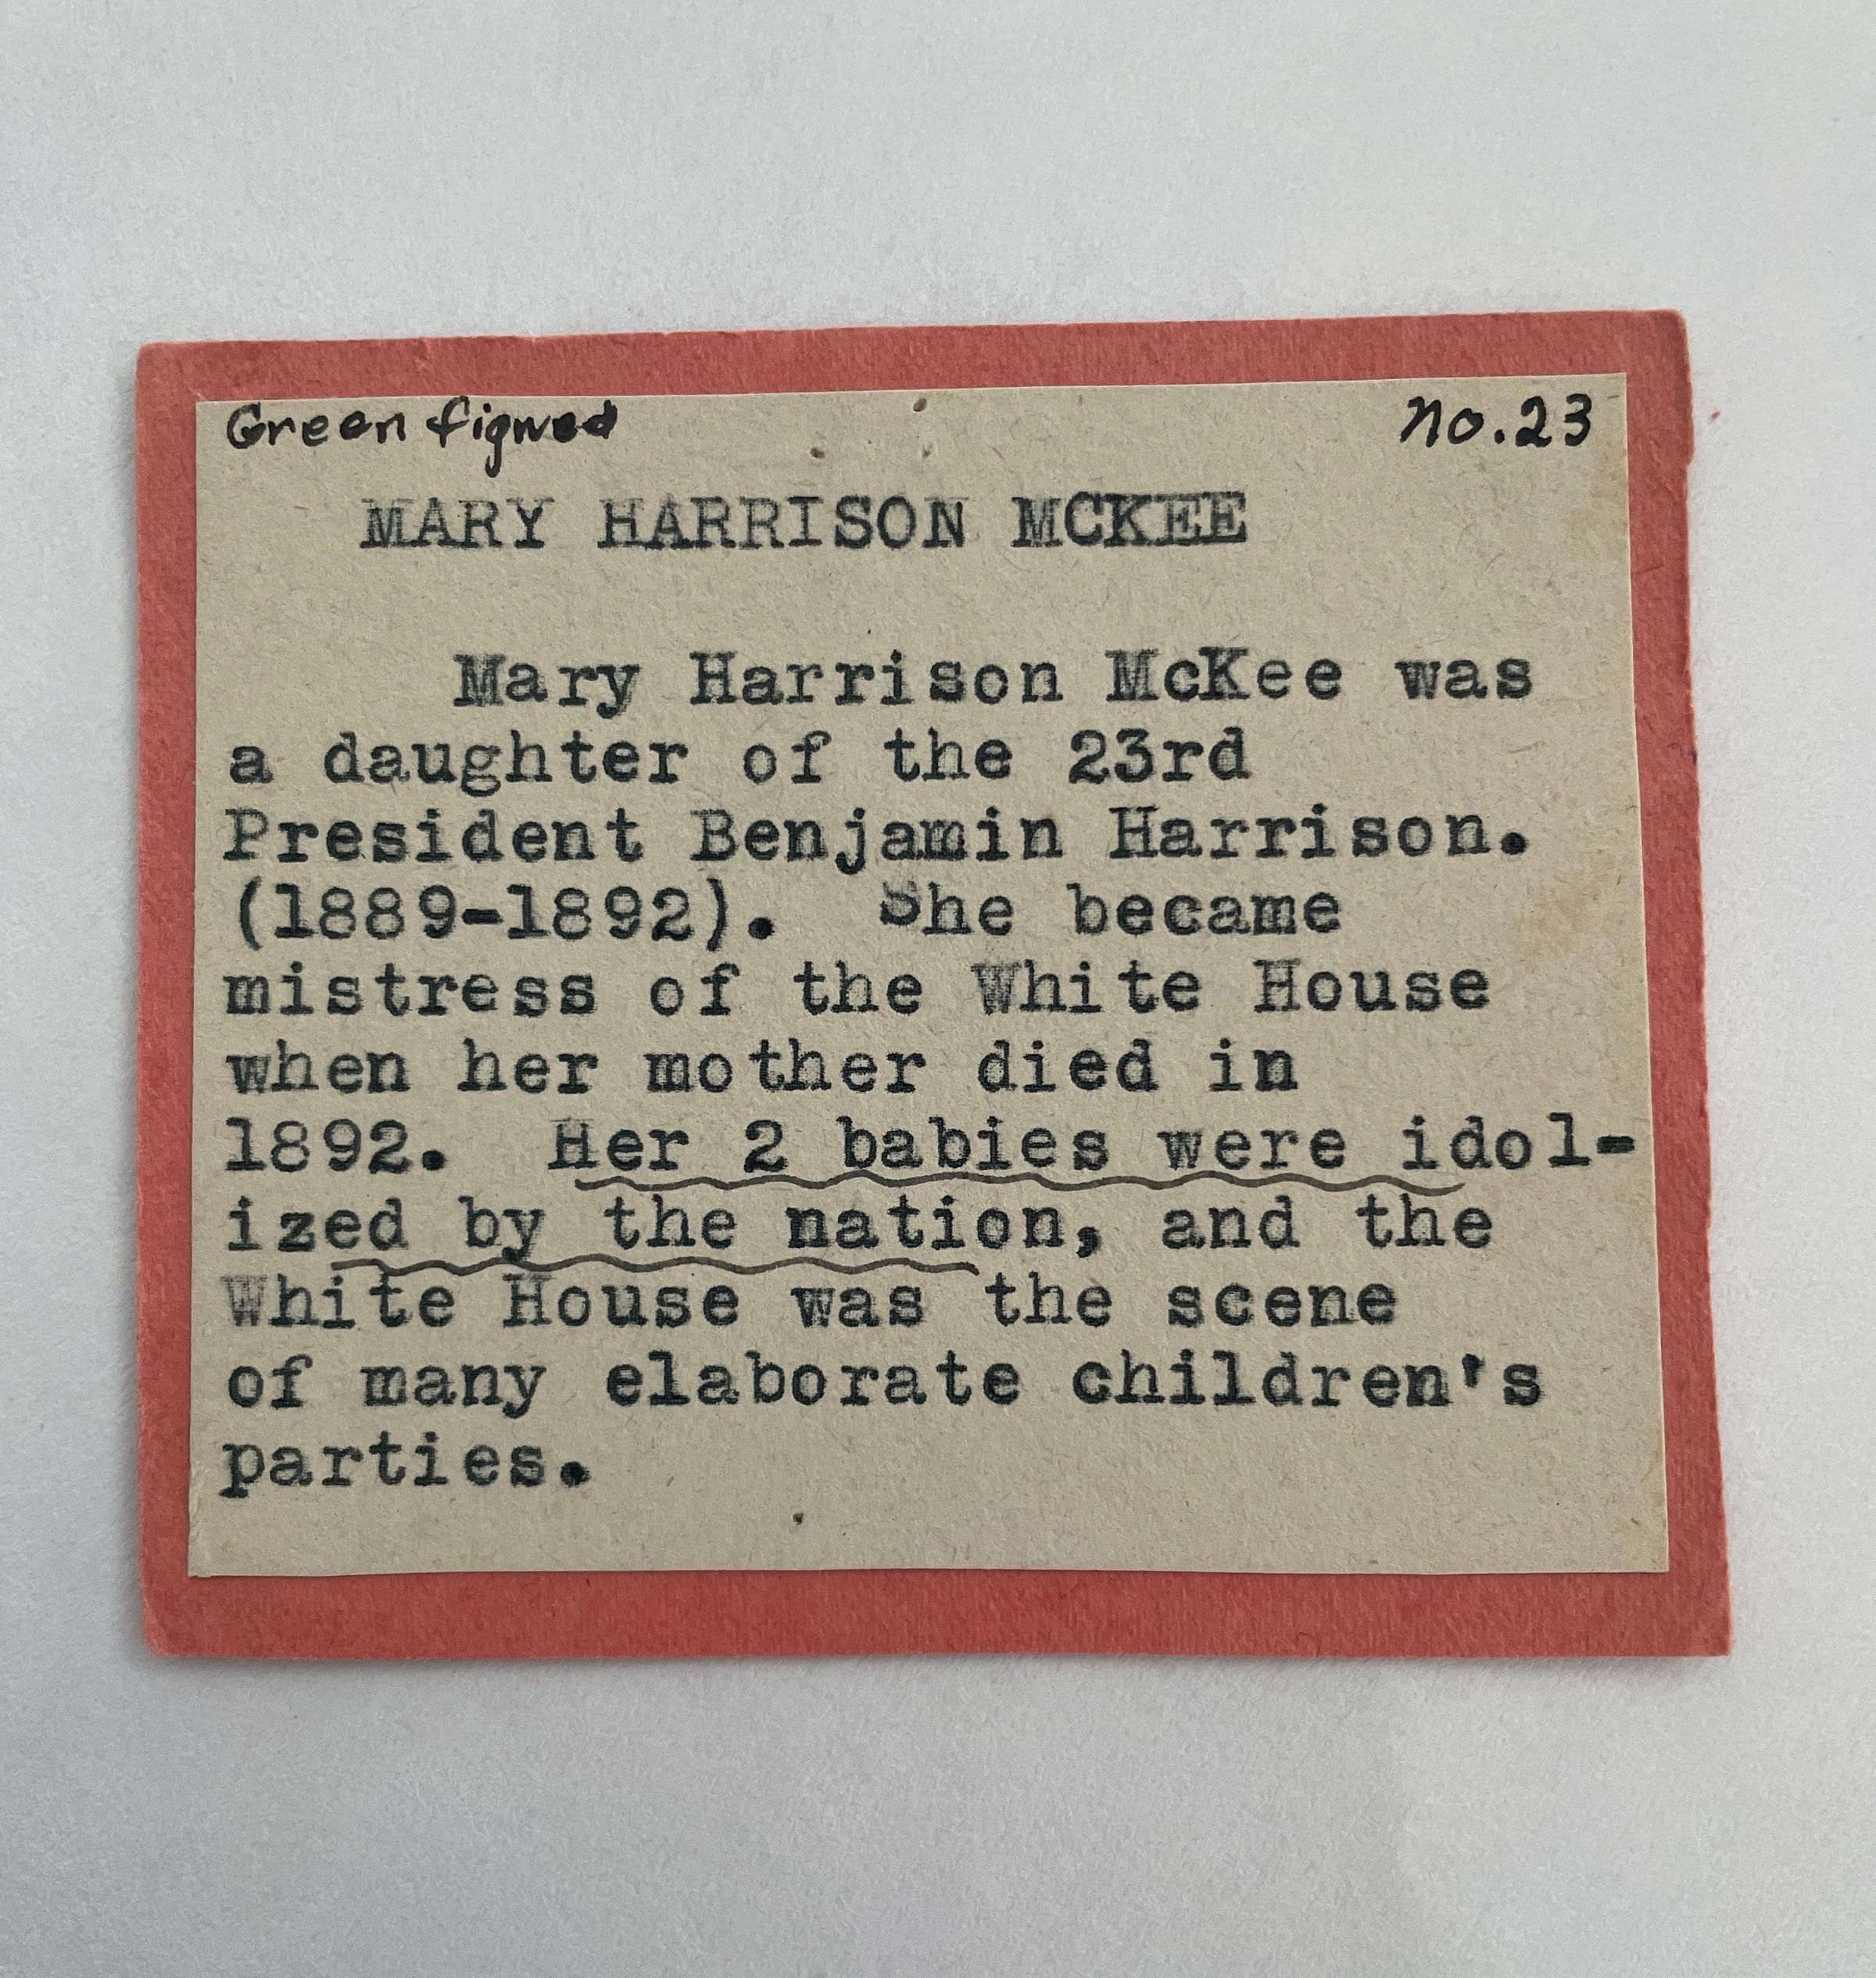 Green figured
no.23
MARY HARRISON MCKEE
Mary Harrison McKee was
a daughter of the 23rd
President Benjamin Harrison.
(1889-1892). She became
mistress of the White House
when her mother died in
1892. Her 2 babies were idol-
ized by the nation, and the
White House was the scene
of many elaborate children's
parties.